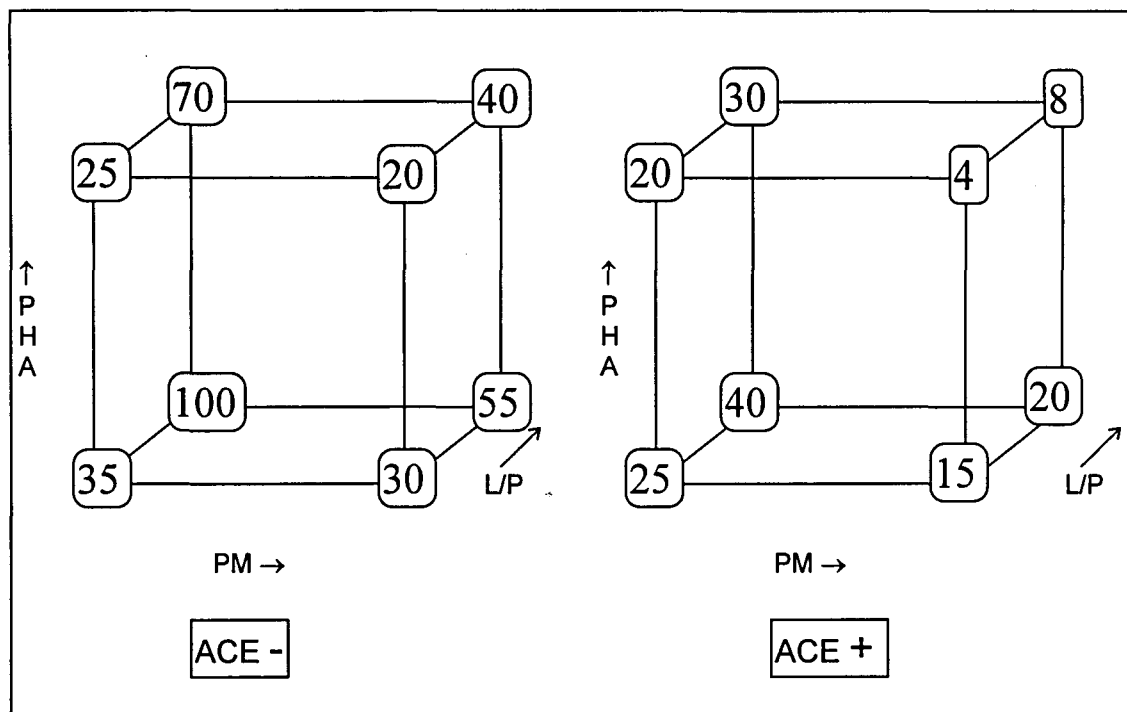 70 40 30 8
25 20 20 4
↑
P
H
A
↑
P
H
A
100 55 40 20
35 30 25 15
L/P L/P
PM → PM →
ACE - ACE +